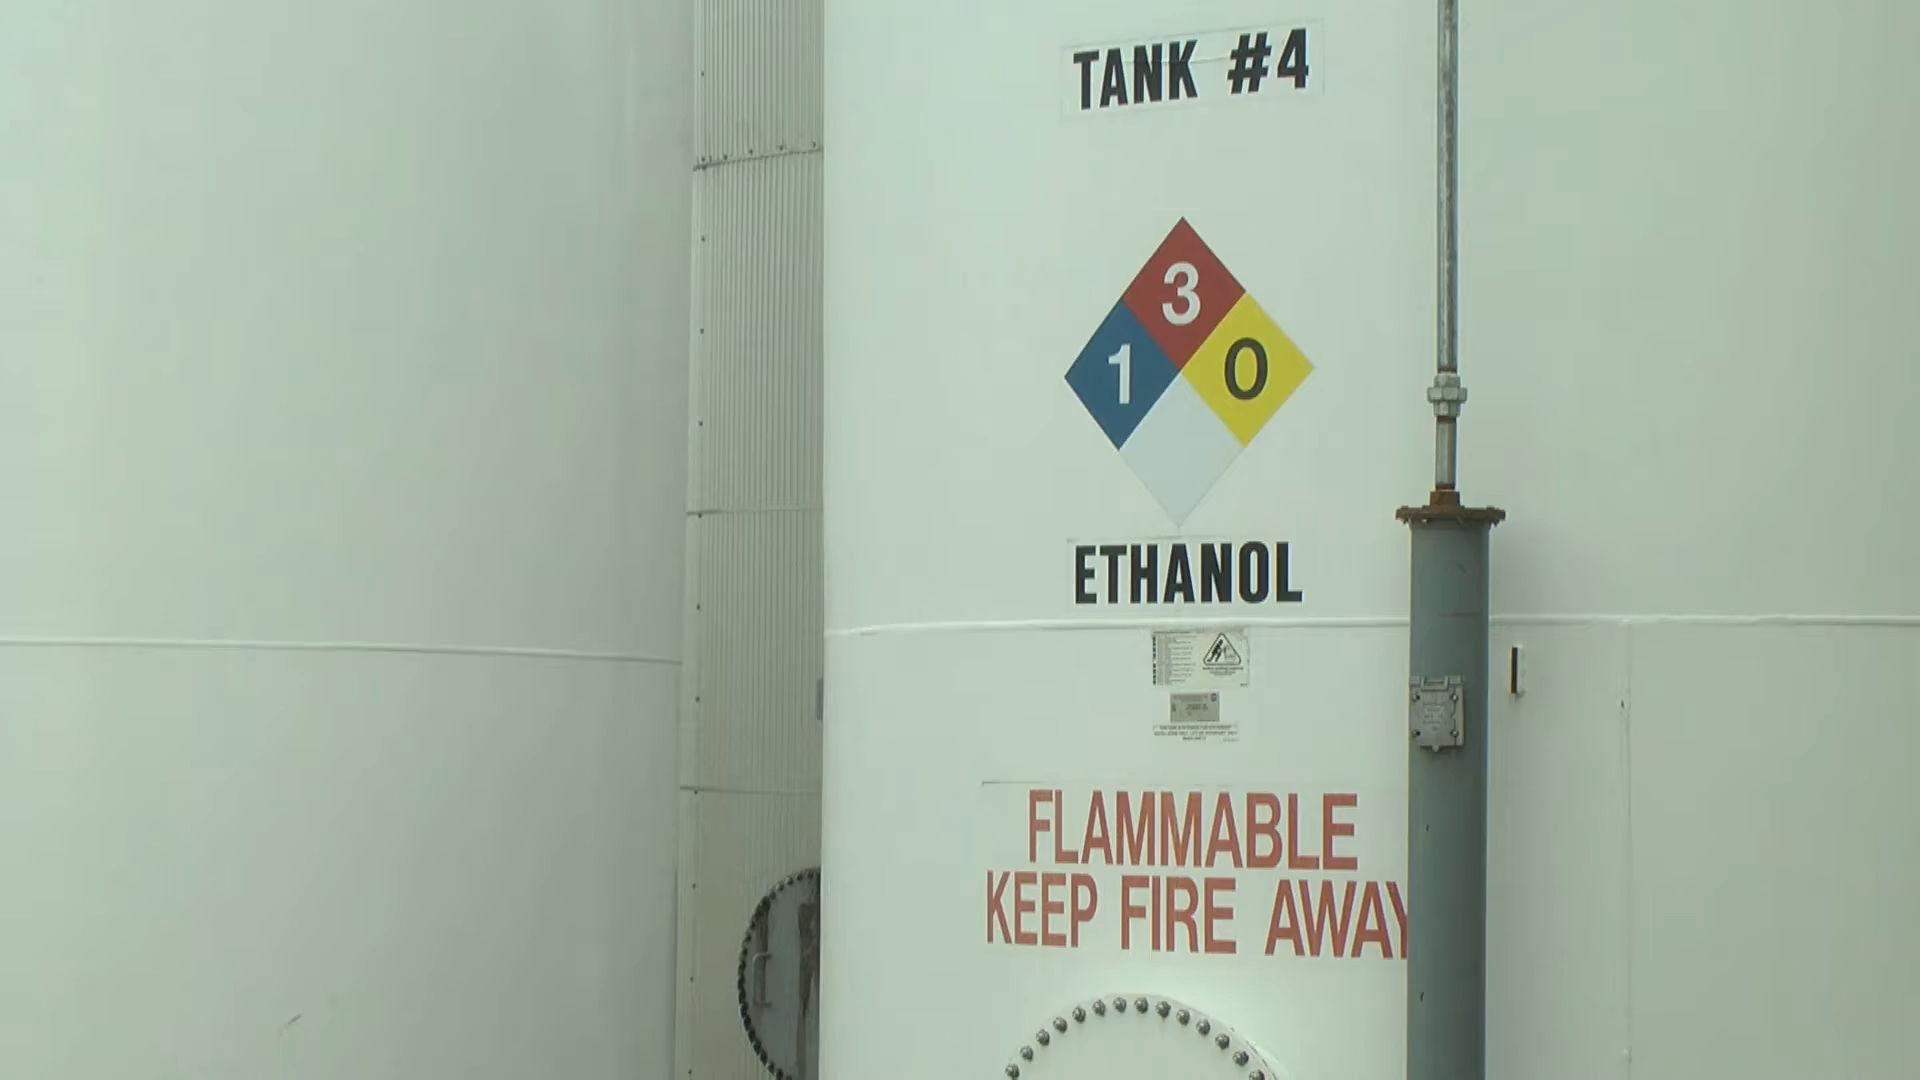 TANK #4
3
1
0
ETHANOL
FLAMMABLE
KEEP FIRE AWAY